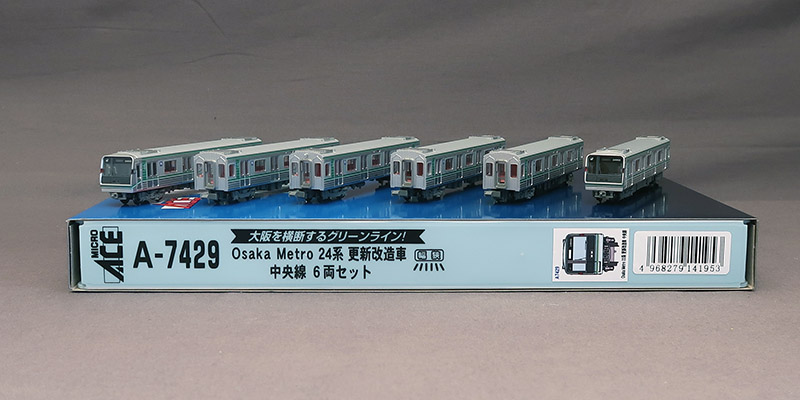 MICRO
ACE
A-7429
大阪を横断するグリーンライン!
Osaka Metro 24系 更新改造車
中央線 6両セット
A-7429
4 968279 141953